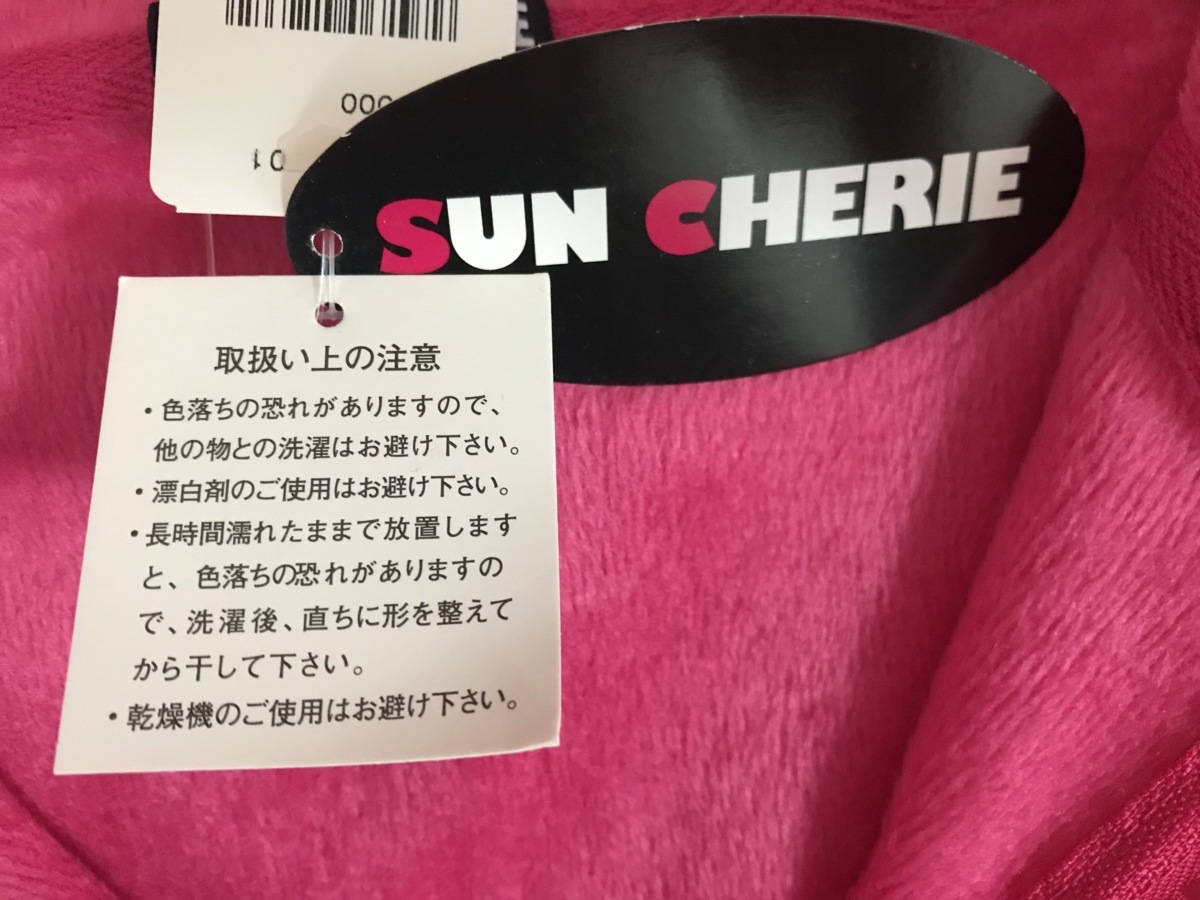 000
01
SUN CHERIE
取扱い上の注意
・色落ちの恐れがありますので、
他の物との洗濯はお避け下さい。
・漂白剤のご使用はお避け下さい。
・長時間濡れたままで放置します
と、色落ちの恐れがありますの
で、洗濯後、直ちに形を整えて
から干して下さい。
・乾燥機のご使用はお避け下さい。